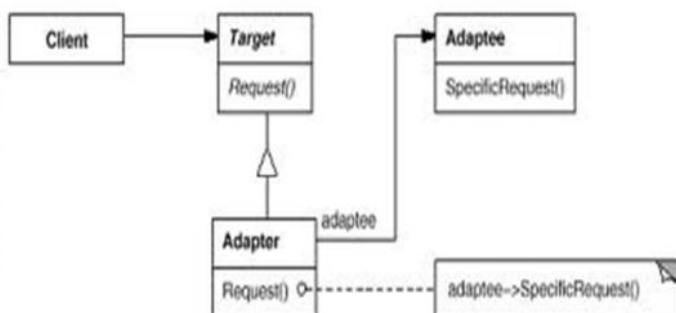 Client
Target
Request()
Adaptee
SpecificRequest()
adaptee
Adapter
Request()
adaptee->SpecificRequest()